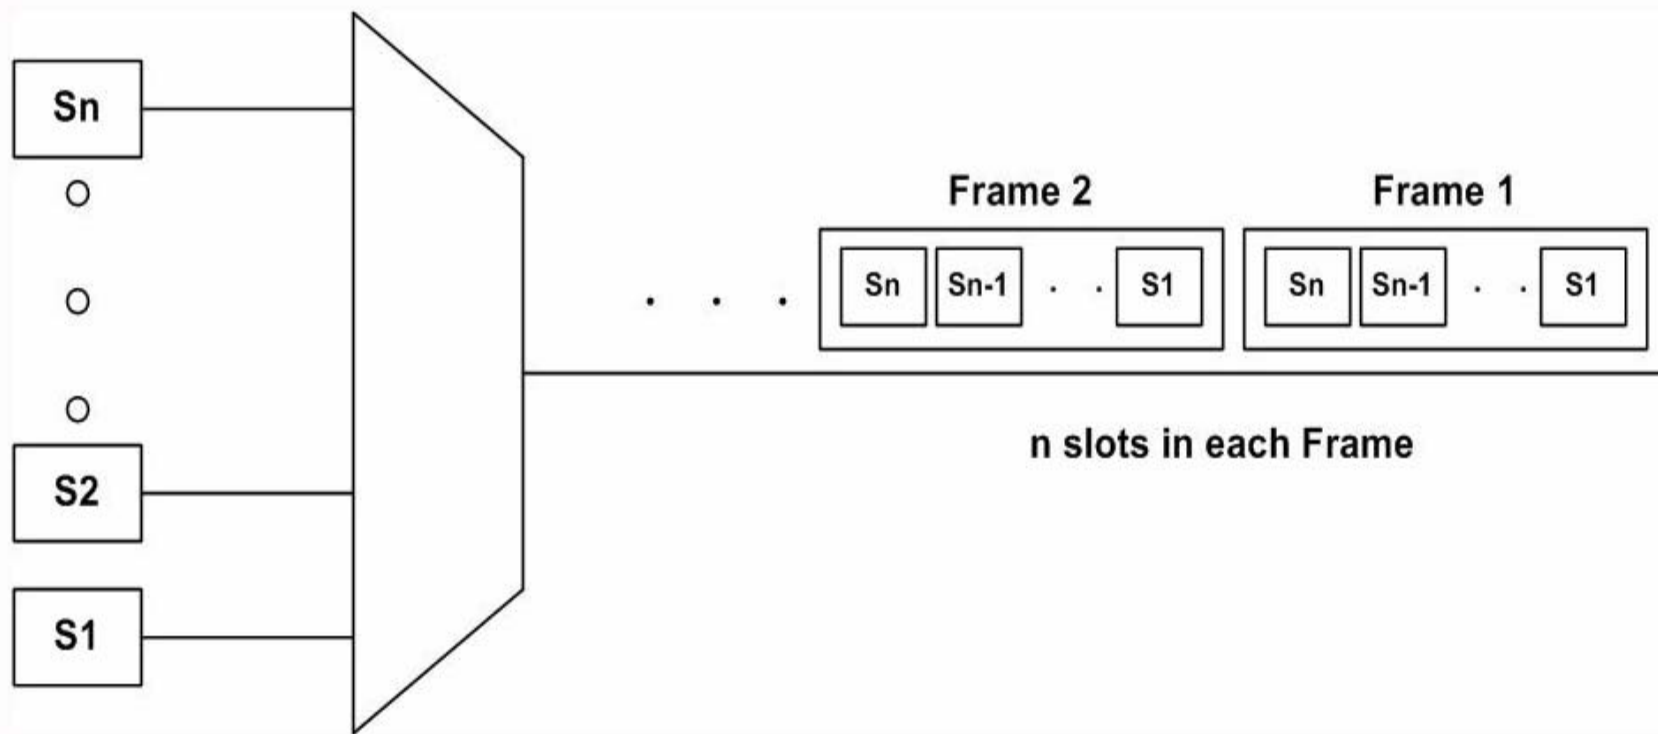 Sn
Frame 2
Frame 1
Sn Sn-1 . . S1
Sn Sn-1 . . S1
. . .
n slots in each Frame
S2
S1